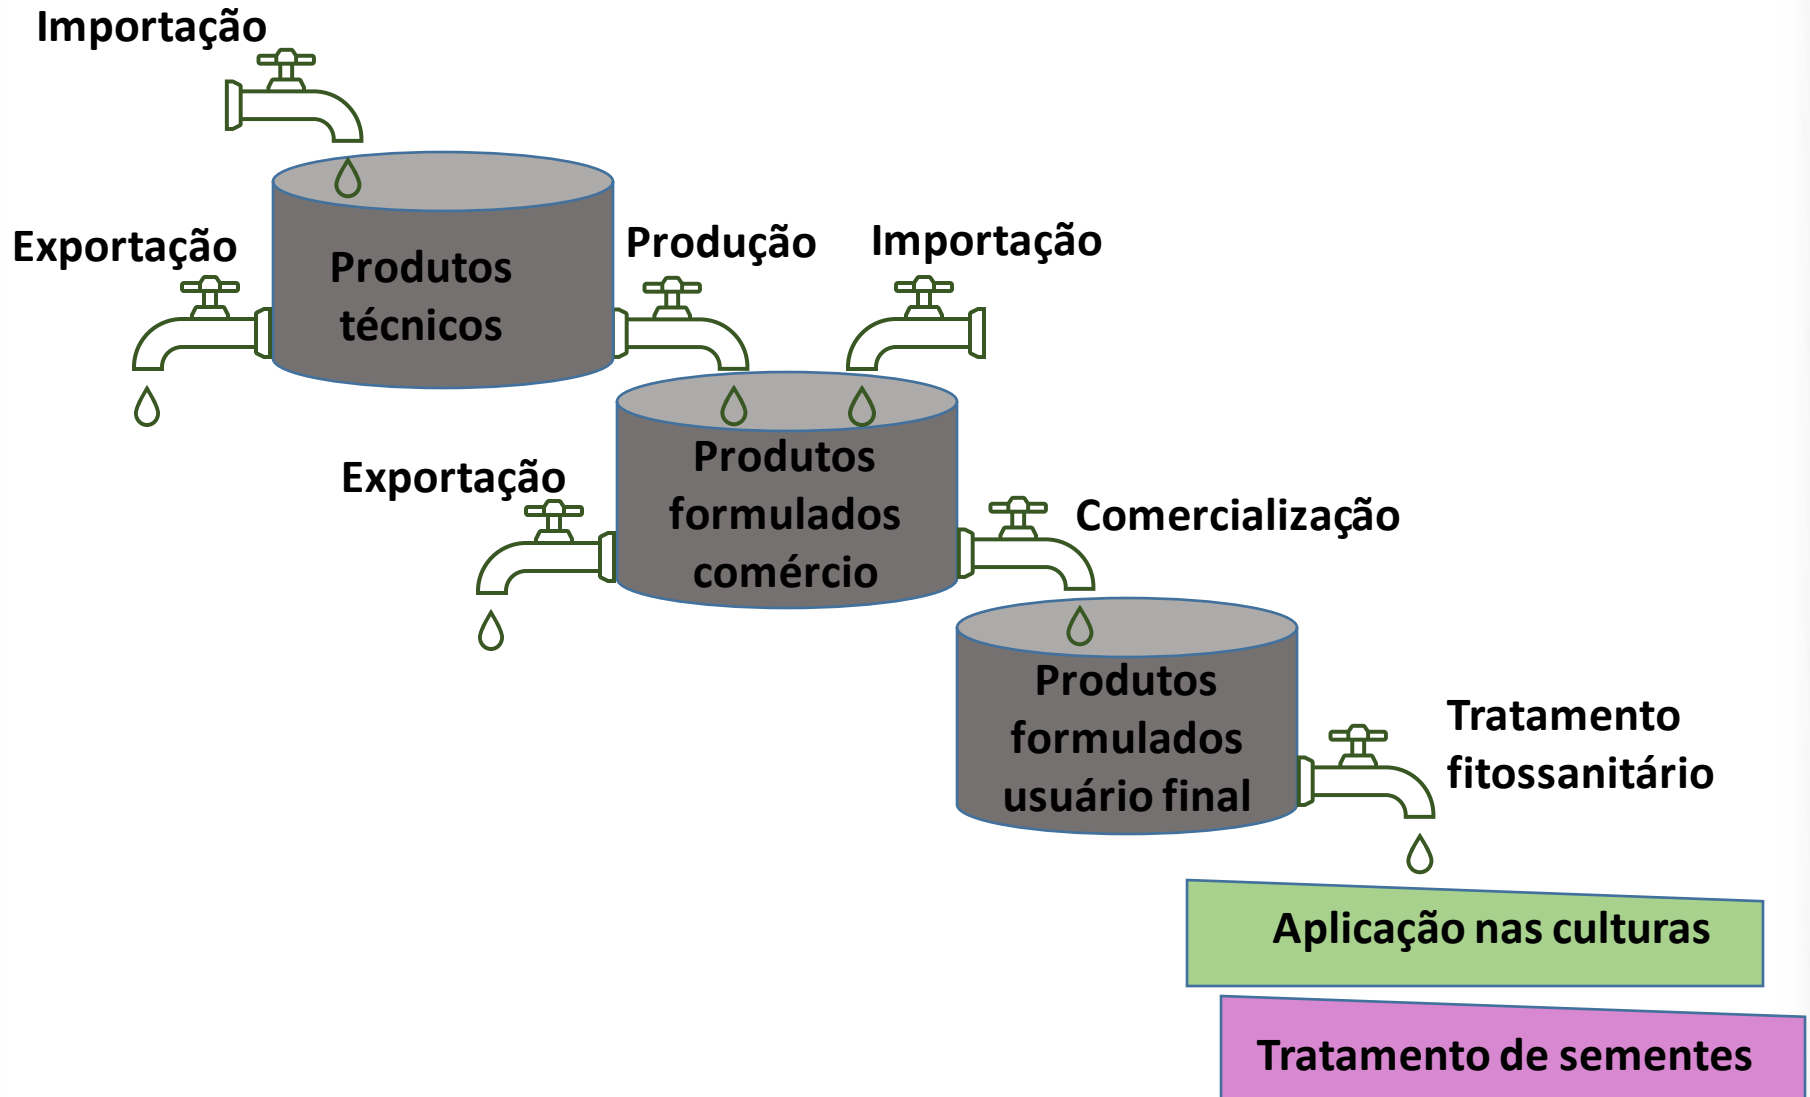 Importação
Exportação
Produtos
técnicos
Produção
Importação
Exportação
Produtos
formulados
comércio
Comercialização
Produtos
formulados
usuário final
Tratamento
fitossanitário
Aplicação nas culturas
Tratamento de sementes